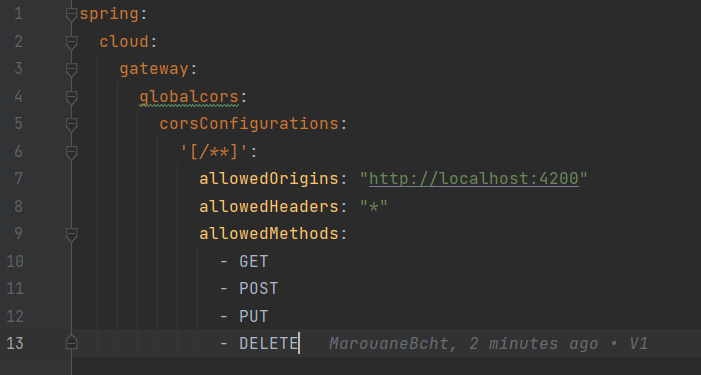 1 spring:
2   cloud:
3     gateway:
4       globalcors:
5         corsConfigurations:
6           '[/**]':
7             allowedOrigins: "http://localhost:4200"
8             allowedHeaders: "*"
9             allowedMethods:
10               - GET
11               - POST
12               - PUT
13               - DELETE   MarouaneBcht, 2 minutes ago • V1